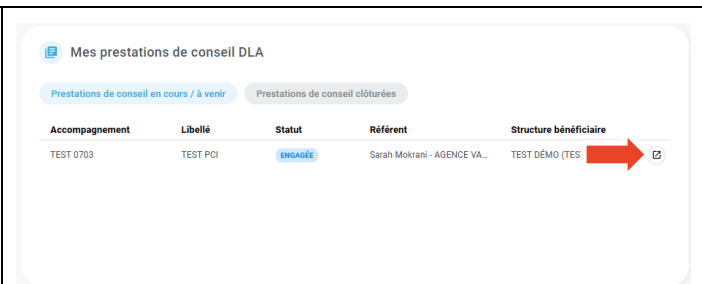 Mes prestations de conseil DLA
Prestations de conseil en cours / à venir Prestations de conseil clôturées
Accompagnement Libellé Statut Référent Structure bénéficiaire
TEST 0703 TEST PCI ENGAGÉE Sarah Mokrani - AGENCE VA... TEST DÉMO (TES